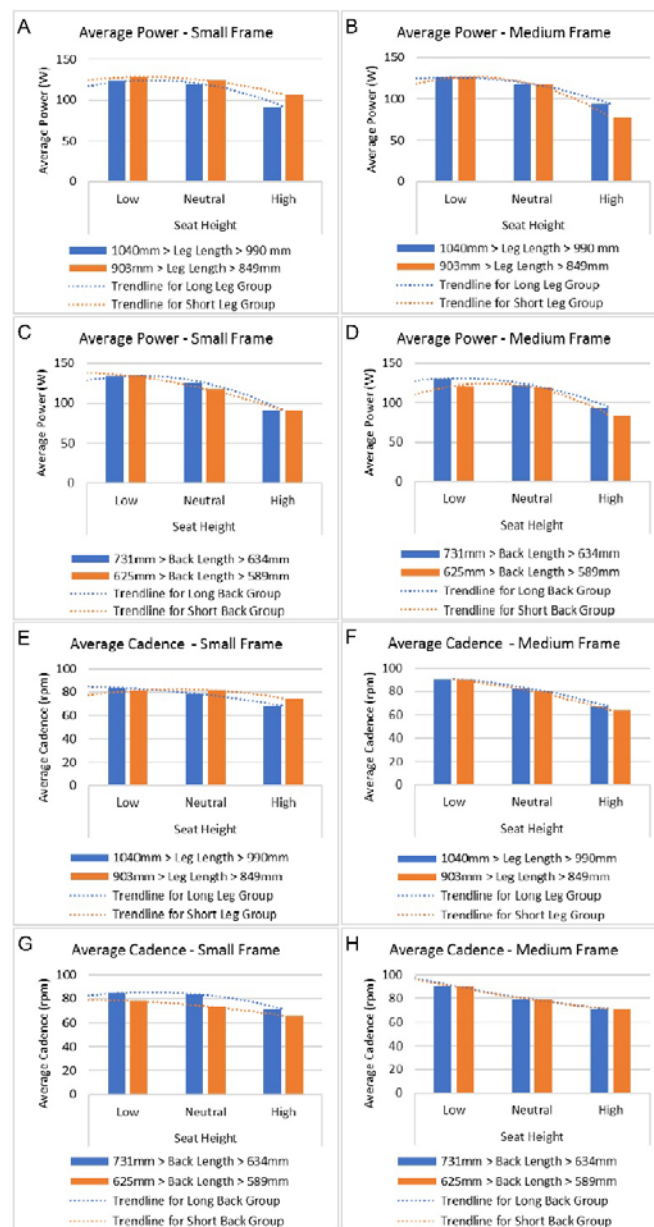 A Average Power - Small Frame
Average Power (W)
150
100
50
0
Low Neutral High
Seat Height
1040mm > Leg Length > 990 mm
903mm > Leg Length > 849mm
Trendline for Long Leg Group
Trendline for Short Leg Group
B Average Power - Medium Frame
Average Power (W)
150
100
50
0
Low Neutral High
Seat Height
1040mm > Leg Length > 990 mm
903mm > Leg Length > 849mm
Trendline for Long Leg Group
Trendline for Short Leg Group
C Average Power - Small Frame
Average Power (W)
150
100
50
0
Low Neutral High
Seat Height
731mm > Back Length > 634mm
625mm > Back Length > 589mm
Trendline for Long Back Group
Trendline for Short Back Group
D Average Power - Medium Frame
Average Power (W)
150
100
50
0
Low Neutral High
Seat Height
731mm > Back Length > 634mm
625mm > Back Length > 589mm
Trendline for Long Back Group
Trendline for Short Back Group
E Average Cadence - Small Frame
Average Cadence (rpm)
100
80
60
40
20
0
Low Neutral High
Seat Height
1040mm > Leg Length > 990mm
903mm > Leg Length > 849mm
Trendline for Long Leg Group
Trendline for Short Leg Group
F Average Cadence - Medium Frame
Average Cadence (rpm)
100
80
60
40
20
0
Low Neutral High
Seat Height
1040mm > Leg Length > 990mm
903mm > Leg Length > 849mm
Trendline for Long Leg Group
Trendline for Short Leg Group
G Average Cadence - Small Frame
Average Cadence (rpm)
100
80
60
40
20
0
Low Neutral High
Seat Height
731mm > Back Length > 634mm
625mm > Back Length > 589mm
Trendline for Long Back Group
Trendline for Short Back Group
H Average Cadence - Medium Frame
Average Cadence (rpm)
100
80
60
40
20
0
Low Neutral High
Seat Height
731mm > Back Length > 634mm
625mm > Back Length > 589mm
Trendline for Long Back Group
Trendline for Short Back Group